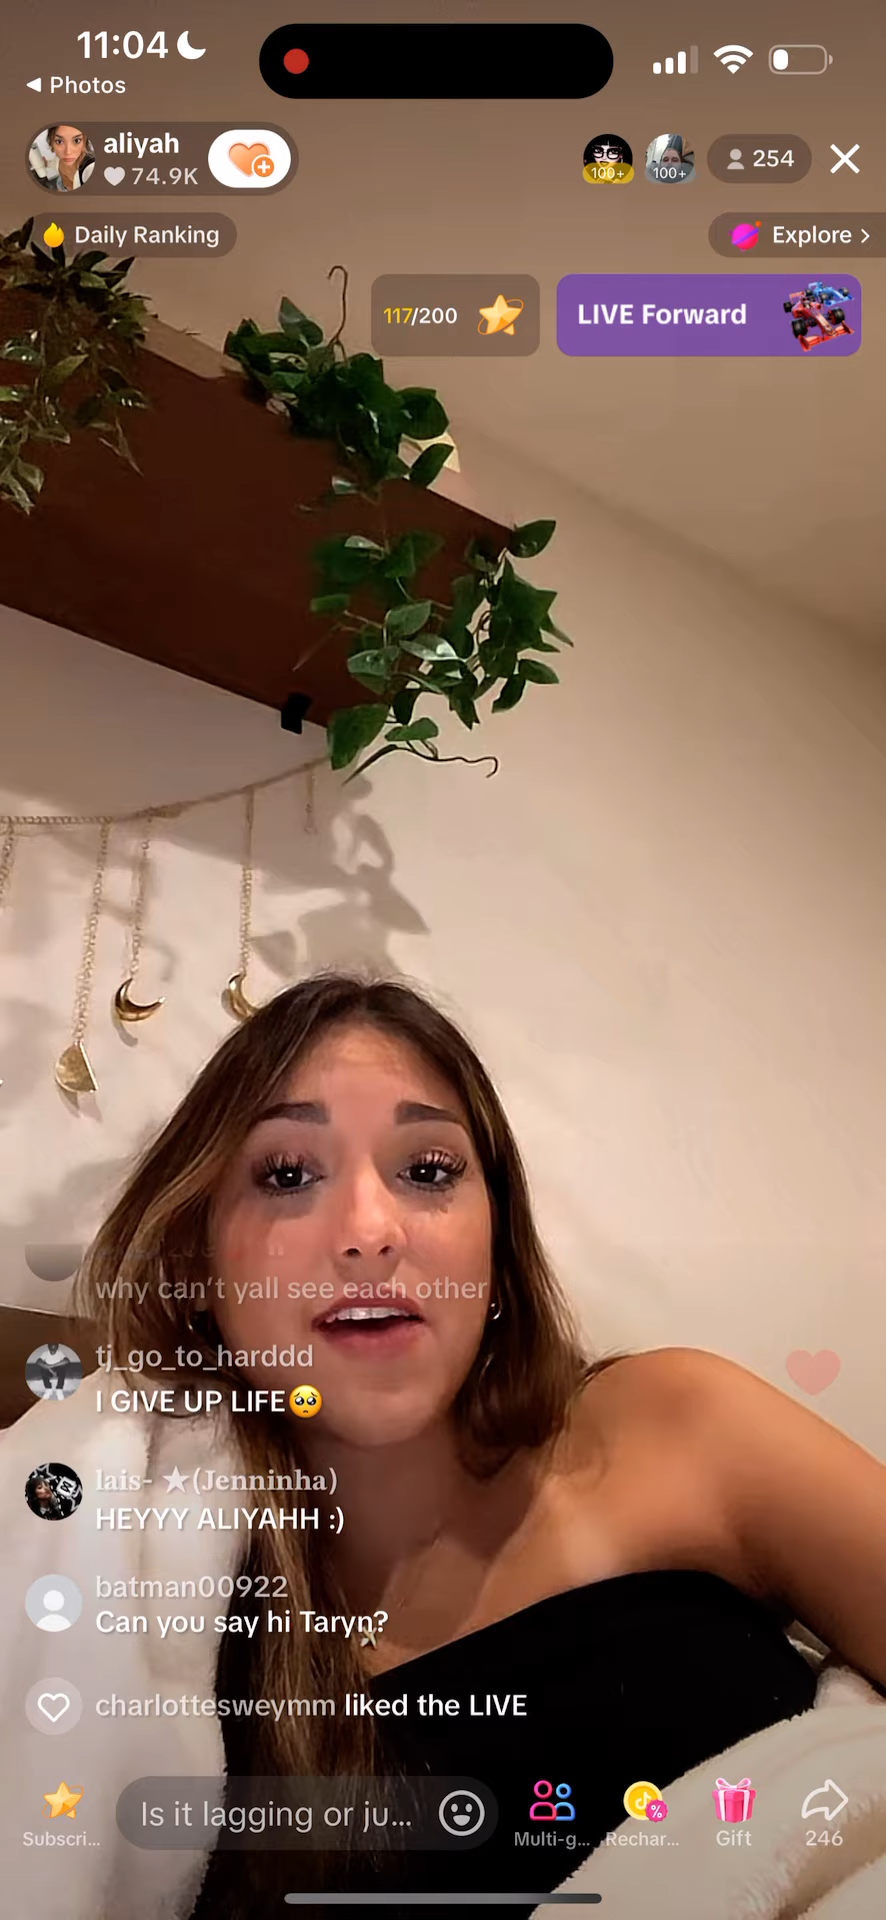 11:04
◀ Photos
aliyah
74.9K
100+
100+
254
Daily Ranking
Explore >
117/200
LIVE Forward
why can't yall see each other
tj_go_to_harddd
I GIVE UP LIFE🥺
lais- ★(Jenninha)
HEYYY ALIYAHH :)
batman00922
Can you say hi Taryn?
charlottesweymm liked the LIVE
Is it lagging or ju...
Subscri...
Multi-g...
Rechar...
Gift
246